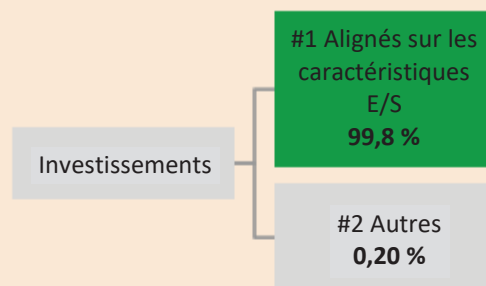 #1 Alignés sur les
caractéristiques
E/S
99,8 %
Investissements
#2 Autres
0,20 %